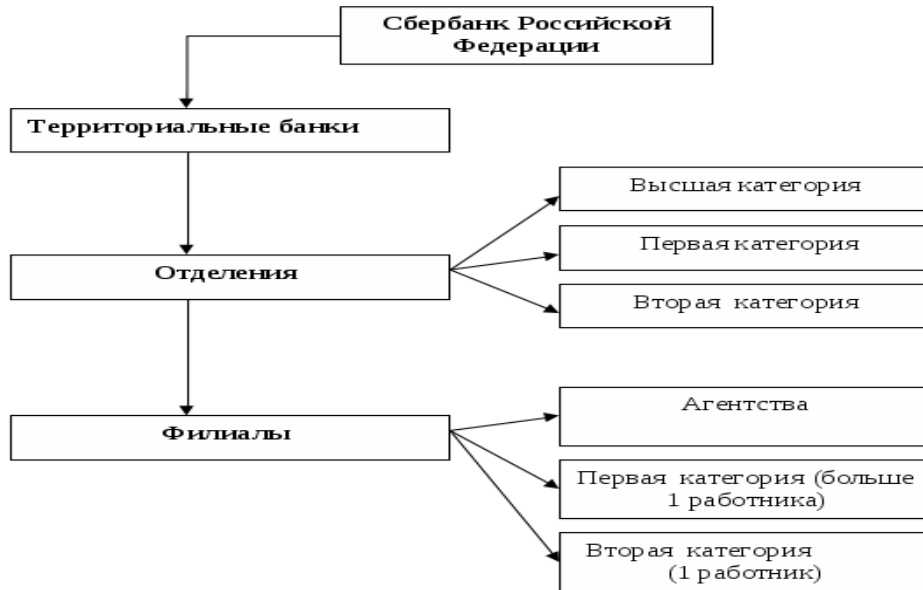 Сбербанк Российской
Федерации
Территориальные банки
Отделения
Высшая категория
Первая категория
Вторая категория
Филиалы
Агентства
Первая категория (больше
1 работника)
Вторая категория
(1 работник)